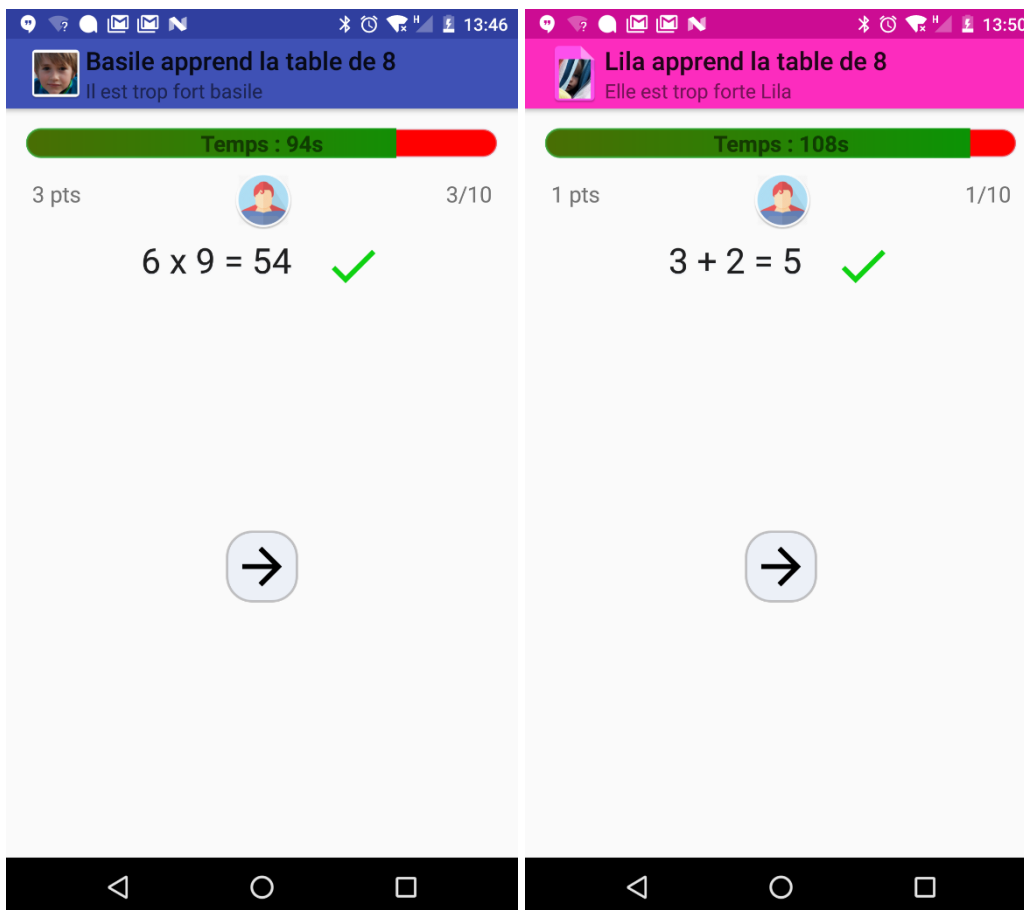 13:46
Basile apprend la table de 8
Il est trop fort basile
Temps : 94s
3 pts
3/10
6 x 9 = 54
13:50
Lila apprend la table de 8
Elle est trop forte Lila
Temps : 108s
1 pts
1/10
3 + 2 = 5